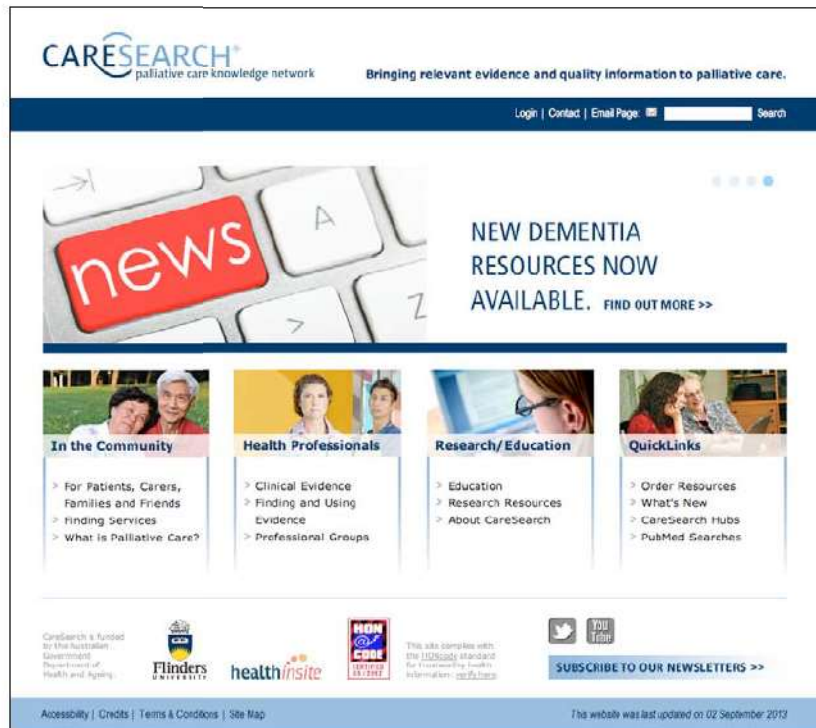 CARESEARCH®
palliative care knowledge network
Bringing relevant evidence and quality information to palliative care.
Login | Contact | Email Page: Search
news
A
Z
>
NEW DEMENTIA
RESOURCES NOW
AVAILABLE. FIND OUT MORE >>
In the Community
> For Patients, Carers,
Families and Friends
> Finding Services
> What is Palliative Care?
Health Professionals
> Clinical Evidence
> Finding and Using
Evidence
> Professional Groups
Research/Education
> Education
> Research Resources
> About CareSearch
QuickLinks
> Order Resources
> What's New
> CareSearch Hubs
> PubMed Searches
CareSearch is funded
by the Australian
Government
Department of
Health and Ageing.
Flinders
UNIVERSITY
healthinsite
HON
@
CODE
CERTIFIED
This site complies with
the HONcode standard
for trustworthy health
information: verify here.
You
Tube
SUBSCRIBE TO OUR NEWSLETTERS >>
Accessibility | Credits | Terms & Conditions | Site Map
This website was last updated on 02 September 2013